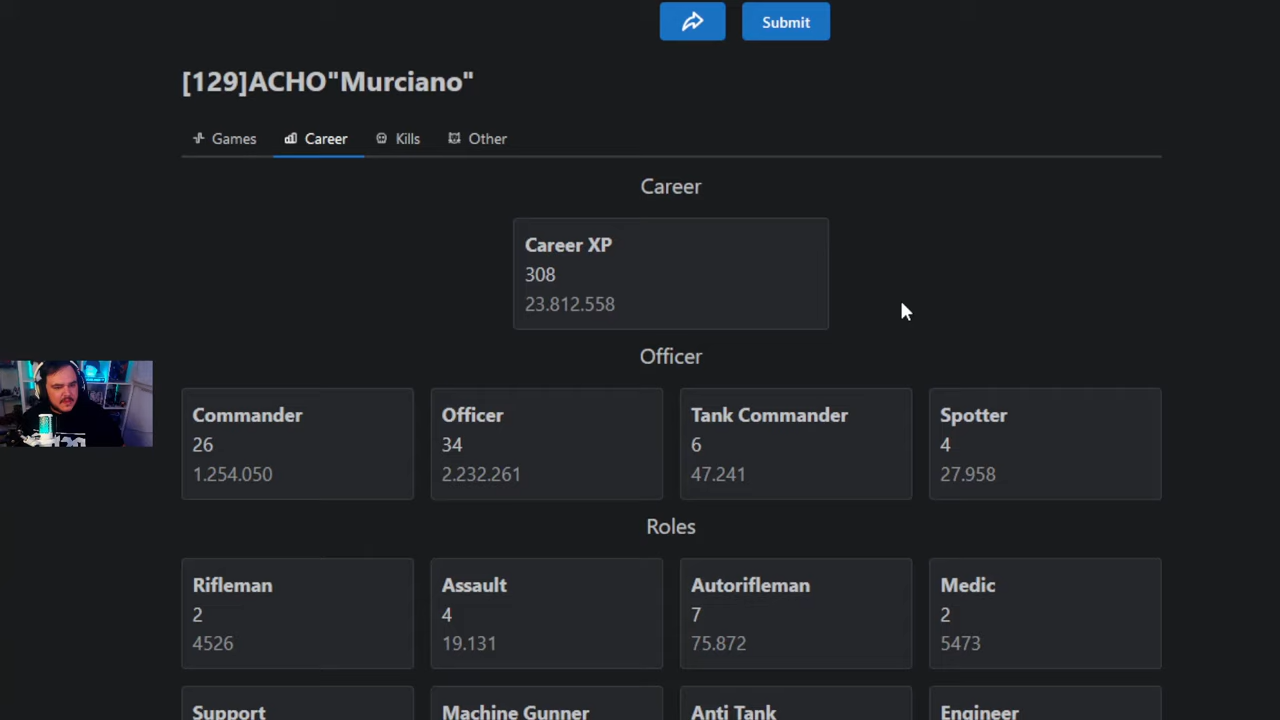 Submit
[129]ACHO"Murciano"
Games Career Kills Other
Career
Career XP
308
23.812.558
Officer
Commander
26
1.254.050
Officer
34
2.232.261
Tank Commander
6
47.241
Spotter
4
27.958
Roles
Rifleman
2
4526
Assault
4
19.131
Autorifleman
7
75.872
Medic
2
5473
Support
Machine Gunner
Anti Tank
Engineer